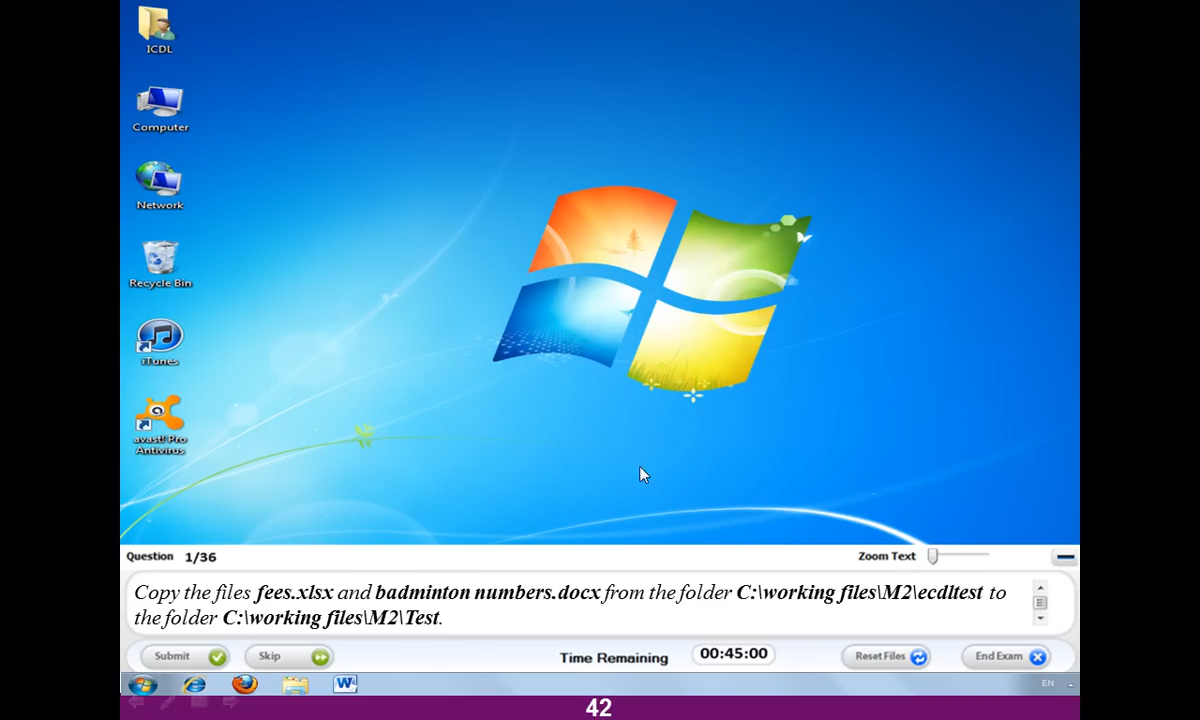 ICDL
Computer
Network
Recycle Bin
iTunes
avast! Pro
Antivirus
Question 1/36
Zoom Text
Copy the files fees.xlsx and badminton numbers.docx from the folder C:\working files\M2\ecdltest to
the folder C:\working files\M2\Test.
Submit
Skip
Time Remaining
00:45:00
Reset Files
End Exam
EN
42